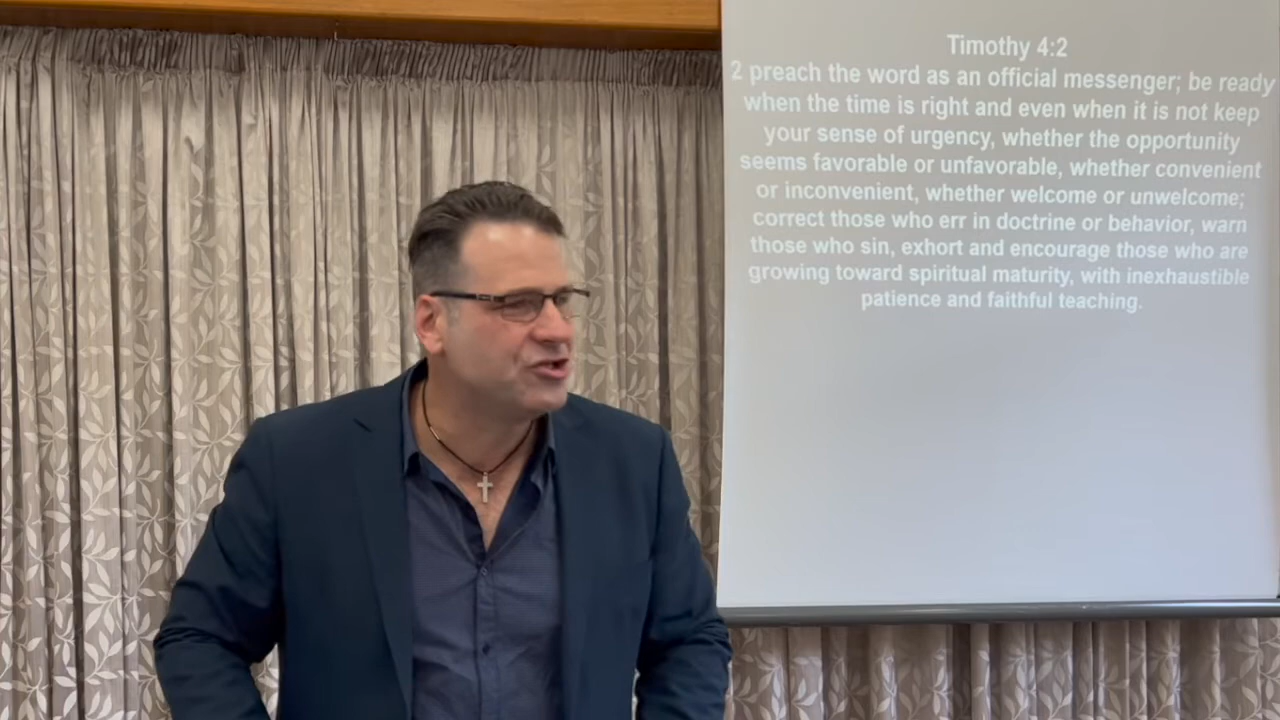 Timothy 4:2
2 preach the word as an official messenger; be ready
when the time is right and even when it is not keep
your sense of urgency, whether the opportunity
seems favorable or unfavorable, whether convenient
or inconvenient, whether welcome or unwelcome;
correct those who err in doctrine or behavior, warn
those who sin, exhort and encourage those who are
growing toward spiritual maturity, with inexhaustible
patience and faithful teaching.